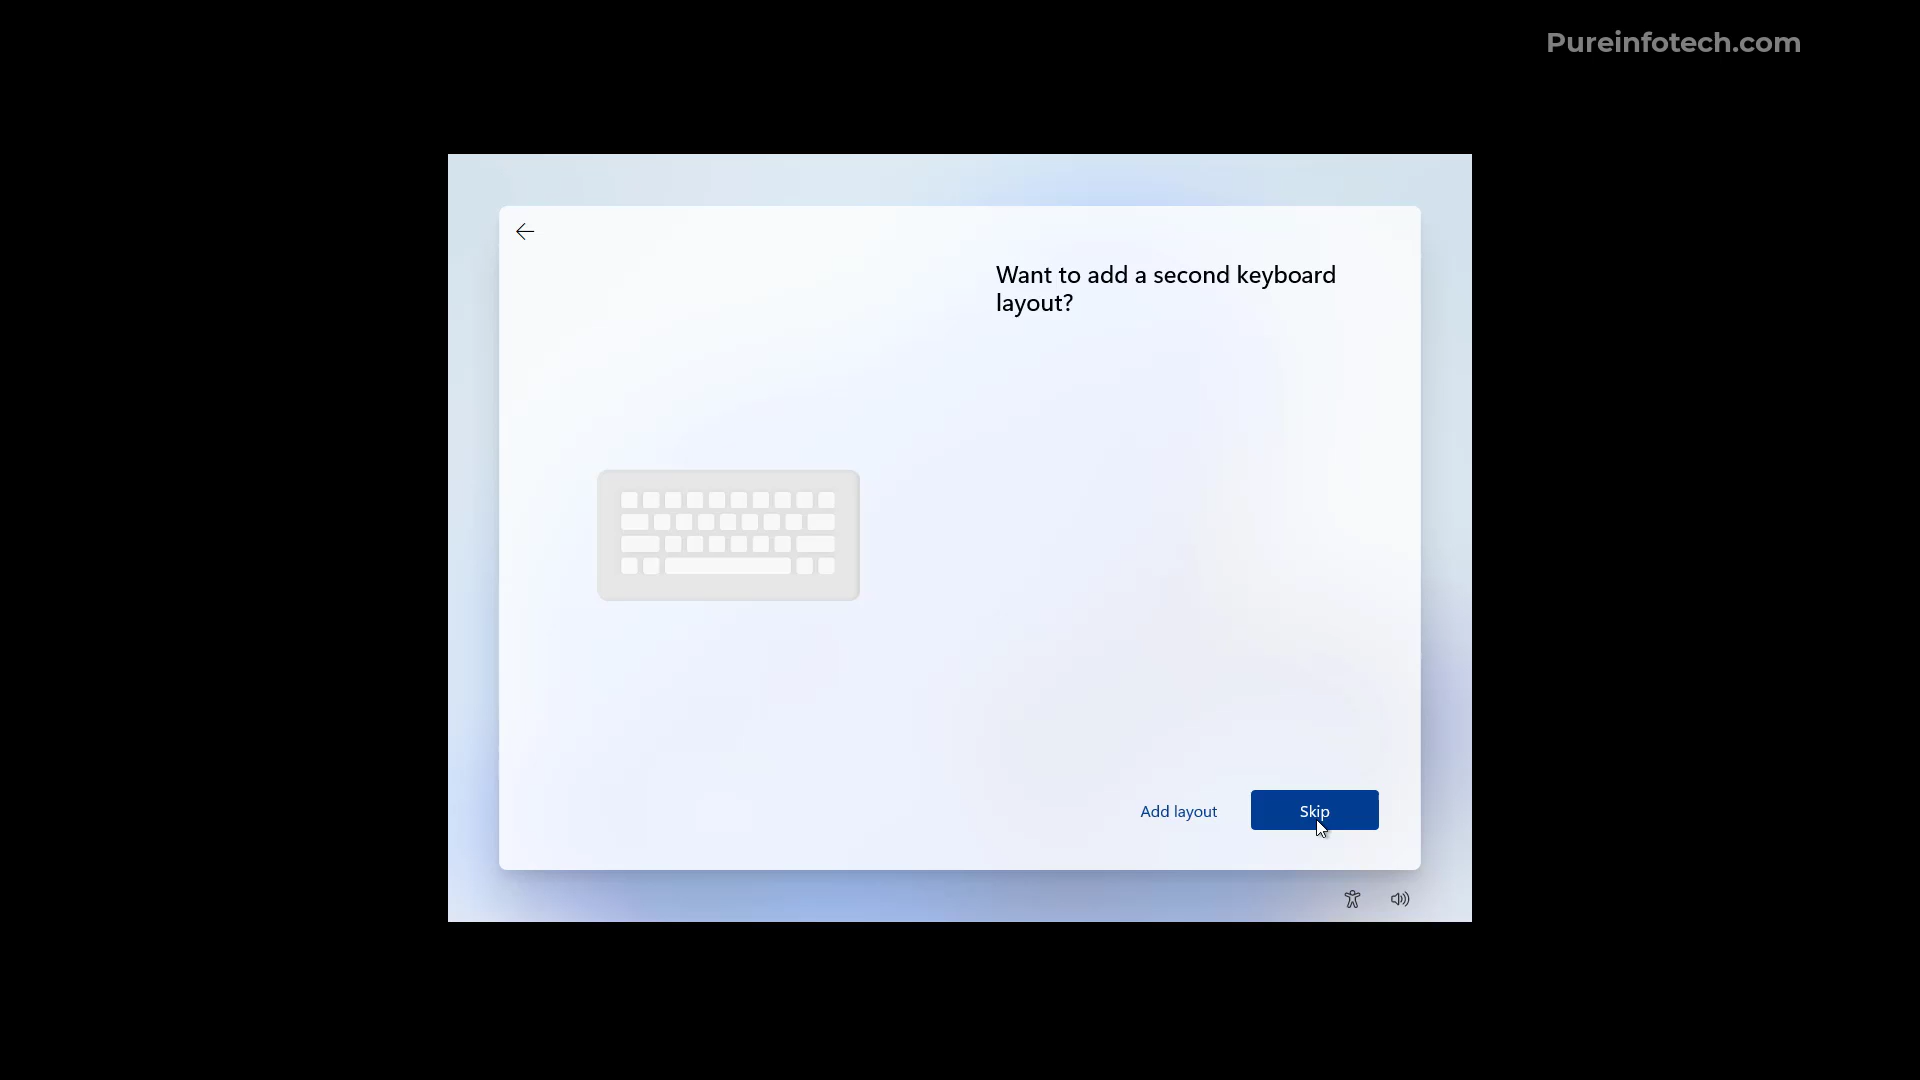 Pureinfotech.com
Want to add a second keyboard
layout?
Add layout
Skip